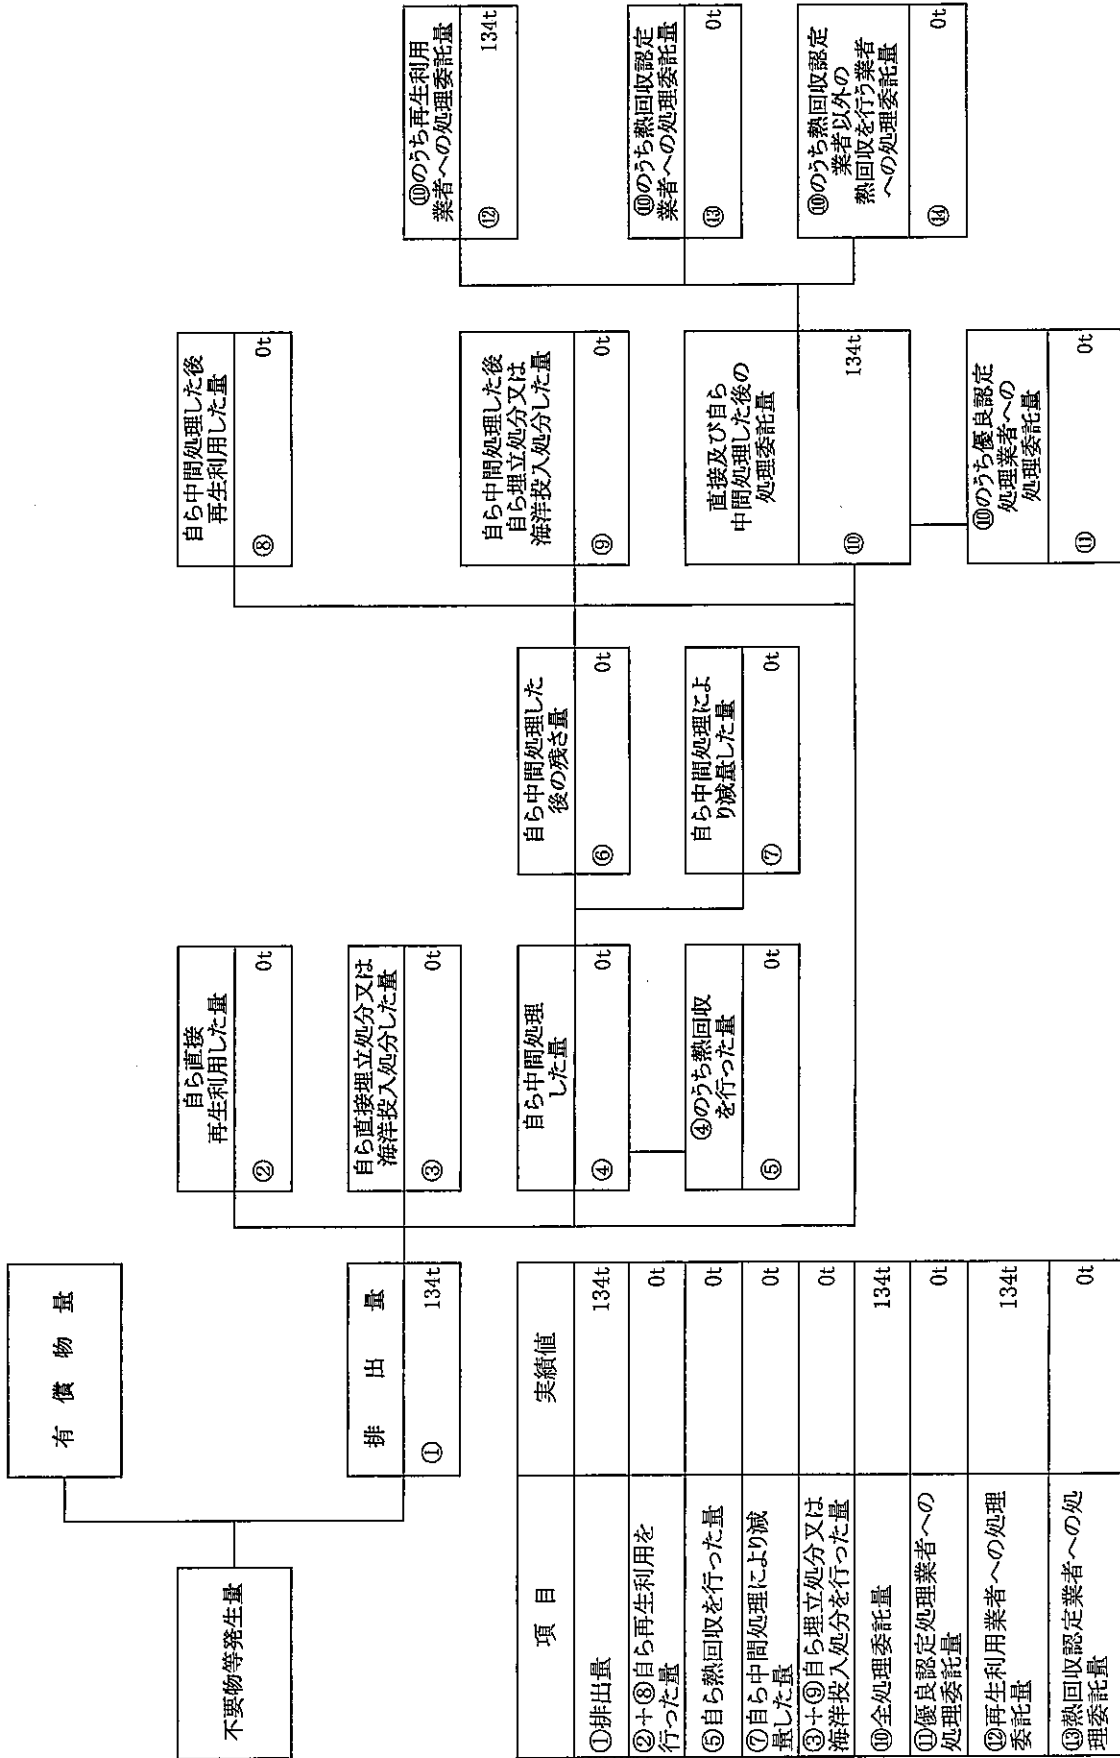 不要物等発生量
有 償 物 量
排 出 量
① 134t
自ら直接
再生利用した量
② 0t
自ら直接埋立処分又は
海洋投入処分した量
③ 0t
自ら中間処理
した量
④ 0t
④のうち熱回収
を行った量
⑤ 0t
自ら中間処理した
後の残さ量
⑥ 0t
自ら中間処理によ
り減量した量
⑦ 0t
自ら中間処理した後
再生利用した量
⑧ 0t
自ら中間処理した後
自ら埋立処分又は
海洋投入処分した量
⑨ 0t
直接及び自ら
中間処理した後の
処理委託量
⑩ 134t
⑩のうち優良認定
処理業者への
処理委託量
⑪ 0t
⑩のうち再生利用
業者への処理委託量
⑫ 134t
⑩のうち熱回収認定
業者への処理委託量
⑬ 0t
⑩のうち熱回収認定
業者以外の
熱回収を行う業者
への処理委託量
⑭ 0t
項 目 実績値
①排出量 134t
②+⑧自ら再生利用を
行った量 0t
⑤自ら熱回収を行った量 0t
⑦自ら中間処理により減
量した量 0t
③+⑨自ら埋立処分又は
海洋投入処分を行った量 0t
⑩全処理委託量 134t
⑪優良認定処理業者への
処理委託量 0t
⑫再生利用業者への処理
委託量 134t
⑬熱回収認定業者への処
理委託量 0t